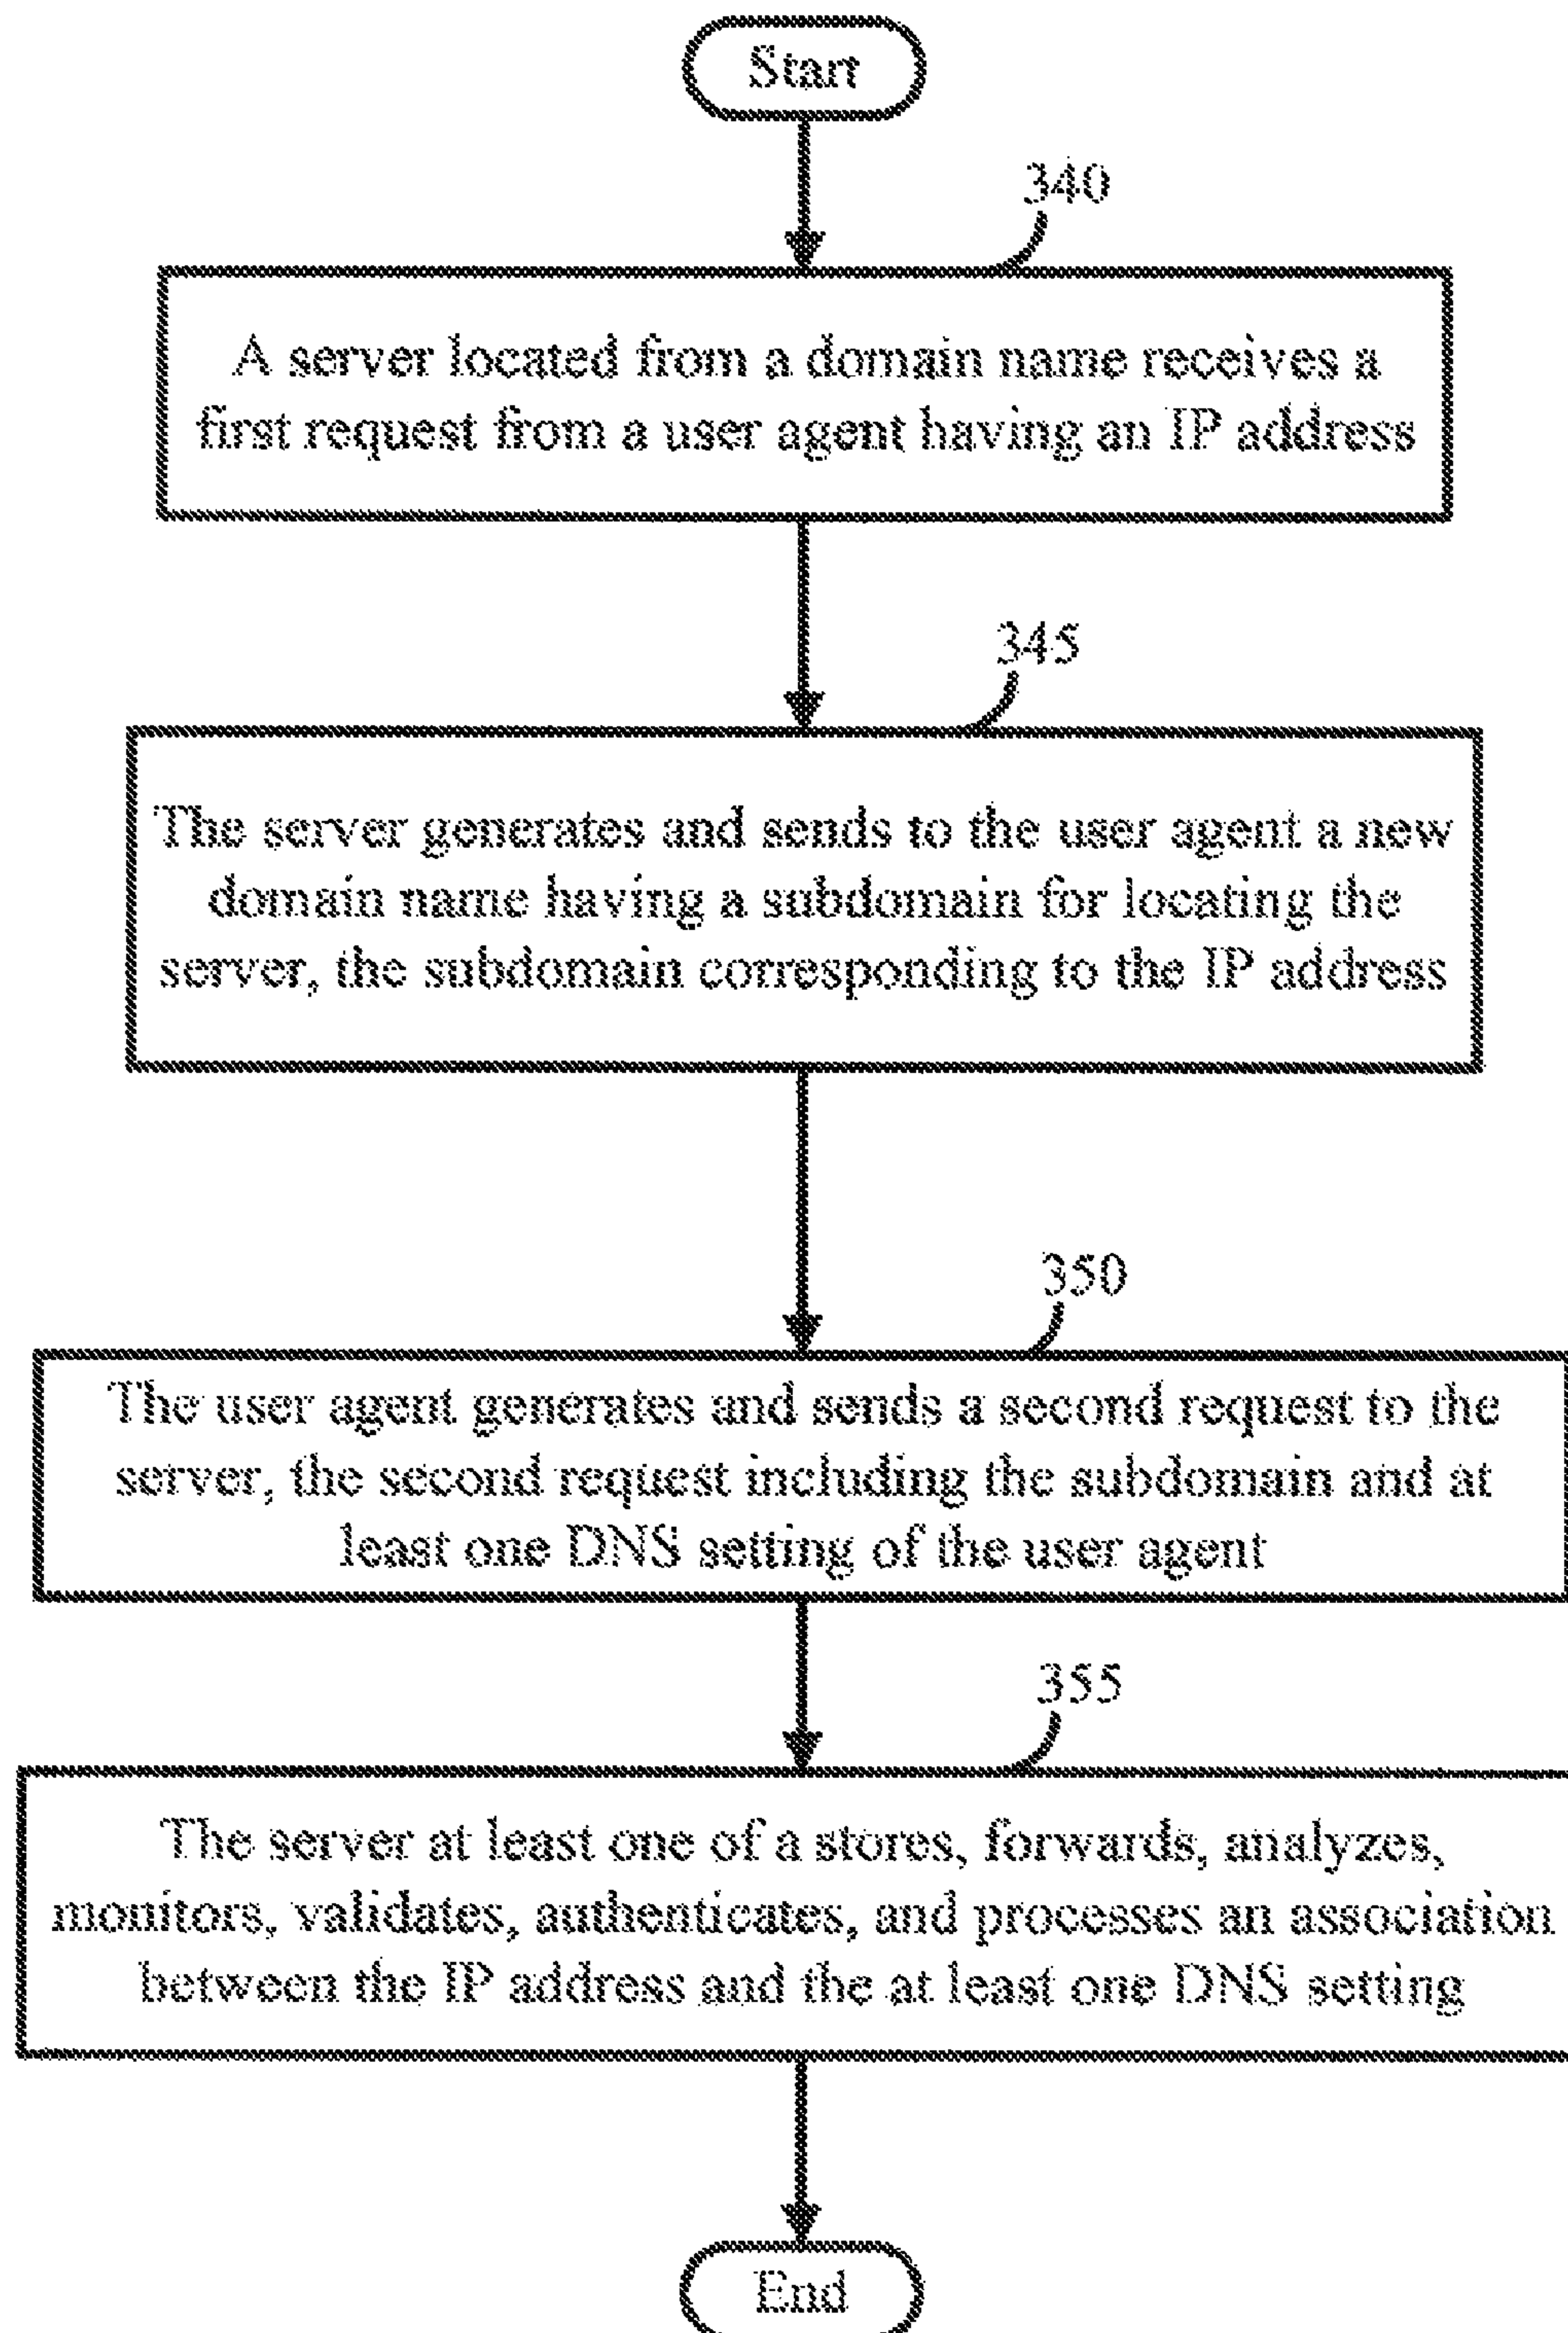 Start
340
A server located from a domain name receives a
first request from a user agent having an IP address
345
The server generates and sends to the user agent a new
domain name having a subdomain for locating the
server, the subdomain corresponding to the IP address
350
The user agent generates and sends a second request to the
server, the second request including the subdomain and at
least one DNS setting of the user agent
355
The server at least one of a stores, forwards, analyzes,
monitors, validates, authenticates, and processes an association
between the IP address and the at least one DNS setting
End